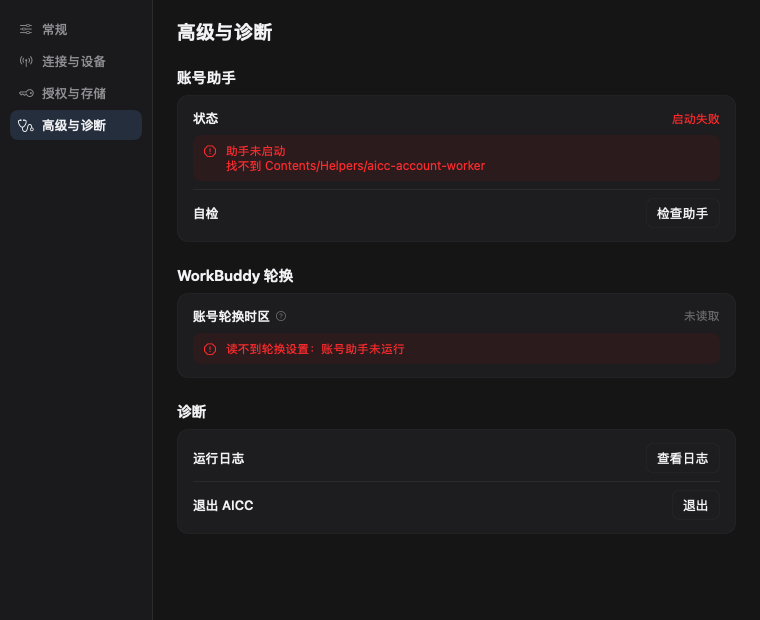 常规
连接与设备
授权与存储
高级与诊断
高级与诊断
账号助手
状态
启动失败
助手未启动
找不到 Contents/Helpers/aicc-account-worker
自检
检查助手
WorkBuddy 轮换
账号轮换时区
未读取
读不到轮换设置：账号助手未运行
诊断
运行日志
查看日志
退出 AICC
退出